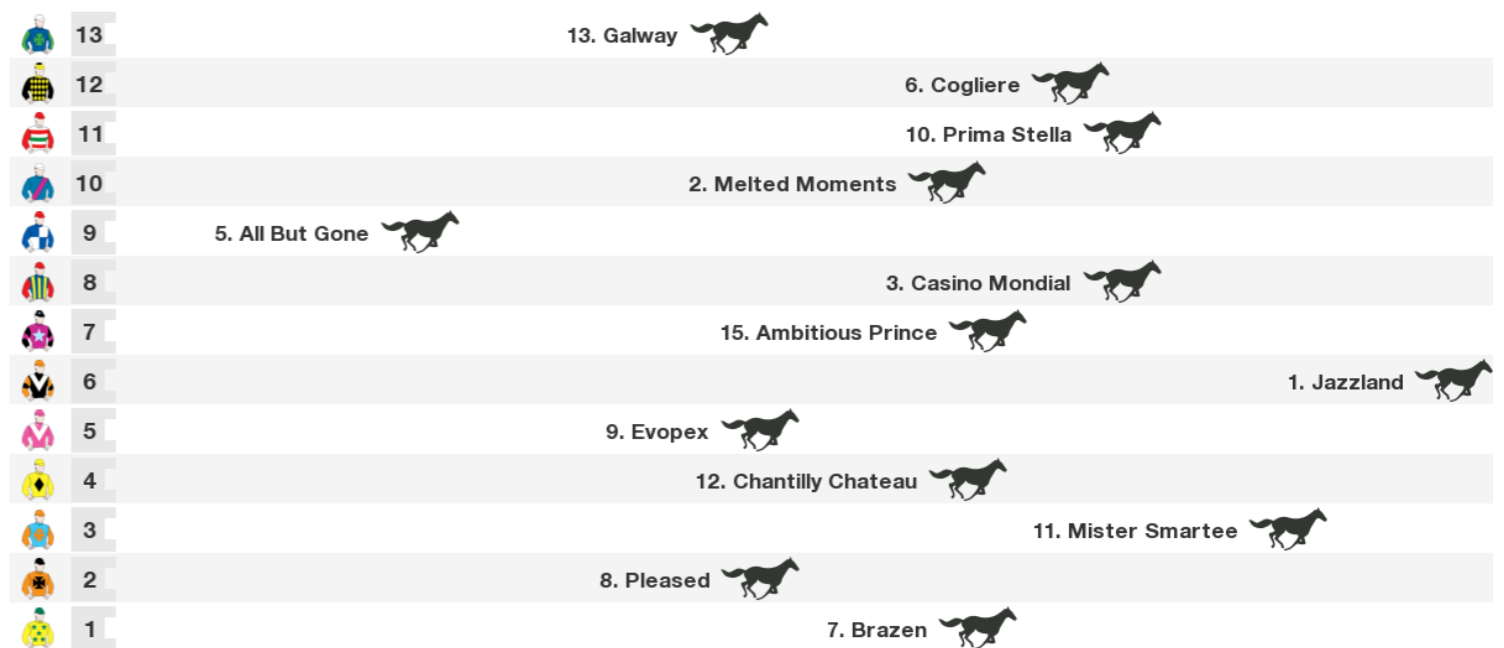 13 13. Galway
12 6. Cogliere
11 10. Prima Stella
10 2. Melted Moments
9 5. All But Gone
8 3. Casino Mondial
7 15. Ambitious Prince
6 1. Jazzland
5 9. Evopex
4 12. Chantilly Chateau
3 11. Mister Smartee
2 8. Pleased
1 7. Brazen